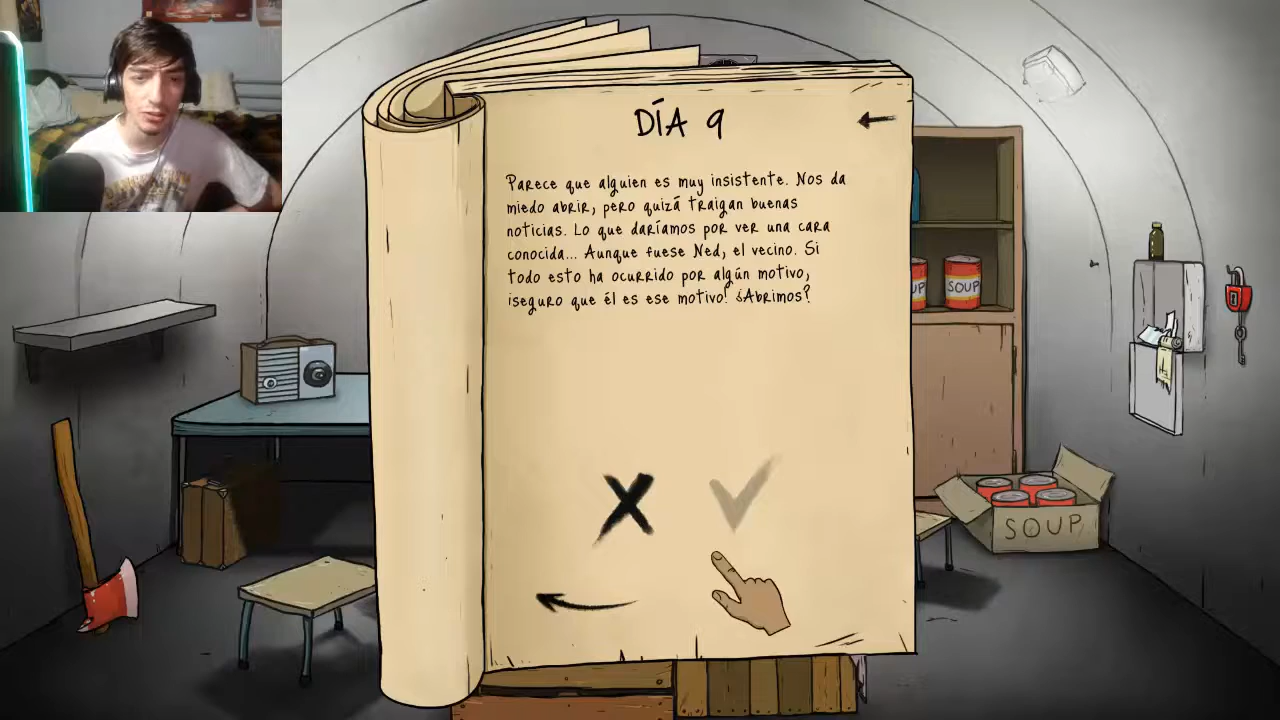 DÍA 9
Parece que alguien es muy insistente. Nos da
miedo abrir, pero quizá traigan buenas
noticias. Lo que daríamos por ver una cara
conocida... Aunque fuese Ned, el vecino. Si
todo esto ha ocurrido por algún motivo,
¡seguro que él es ese motivo! ¿Abrimos?
UP
SOUP
SOUP